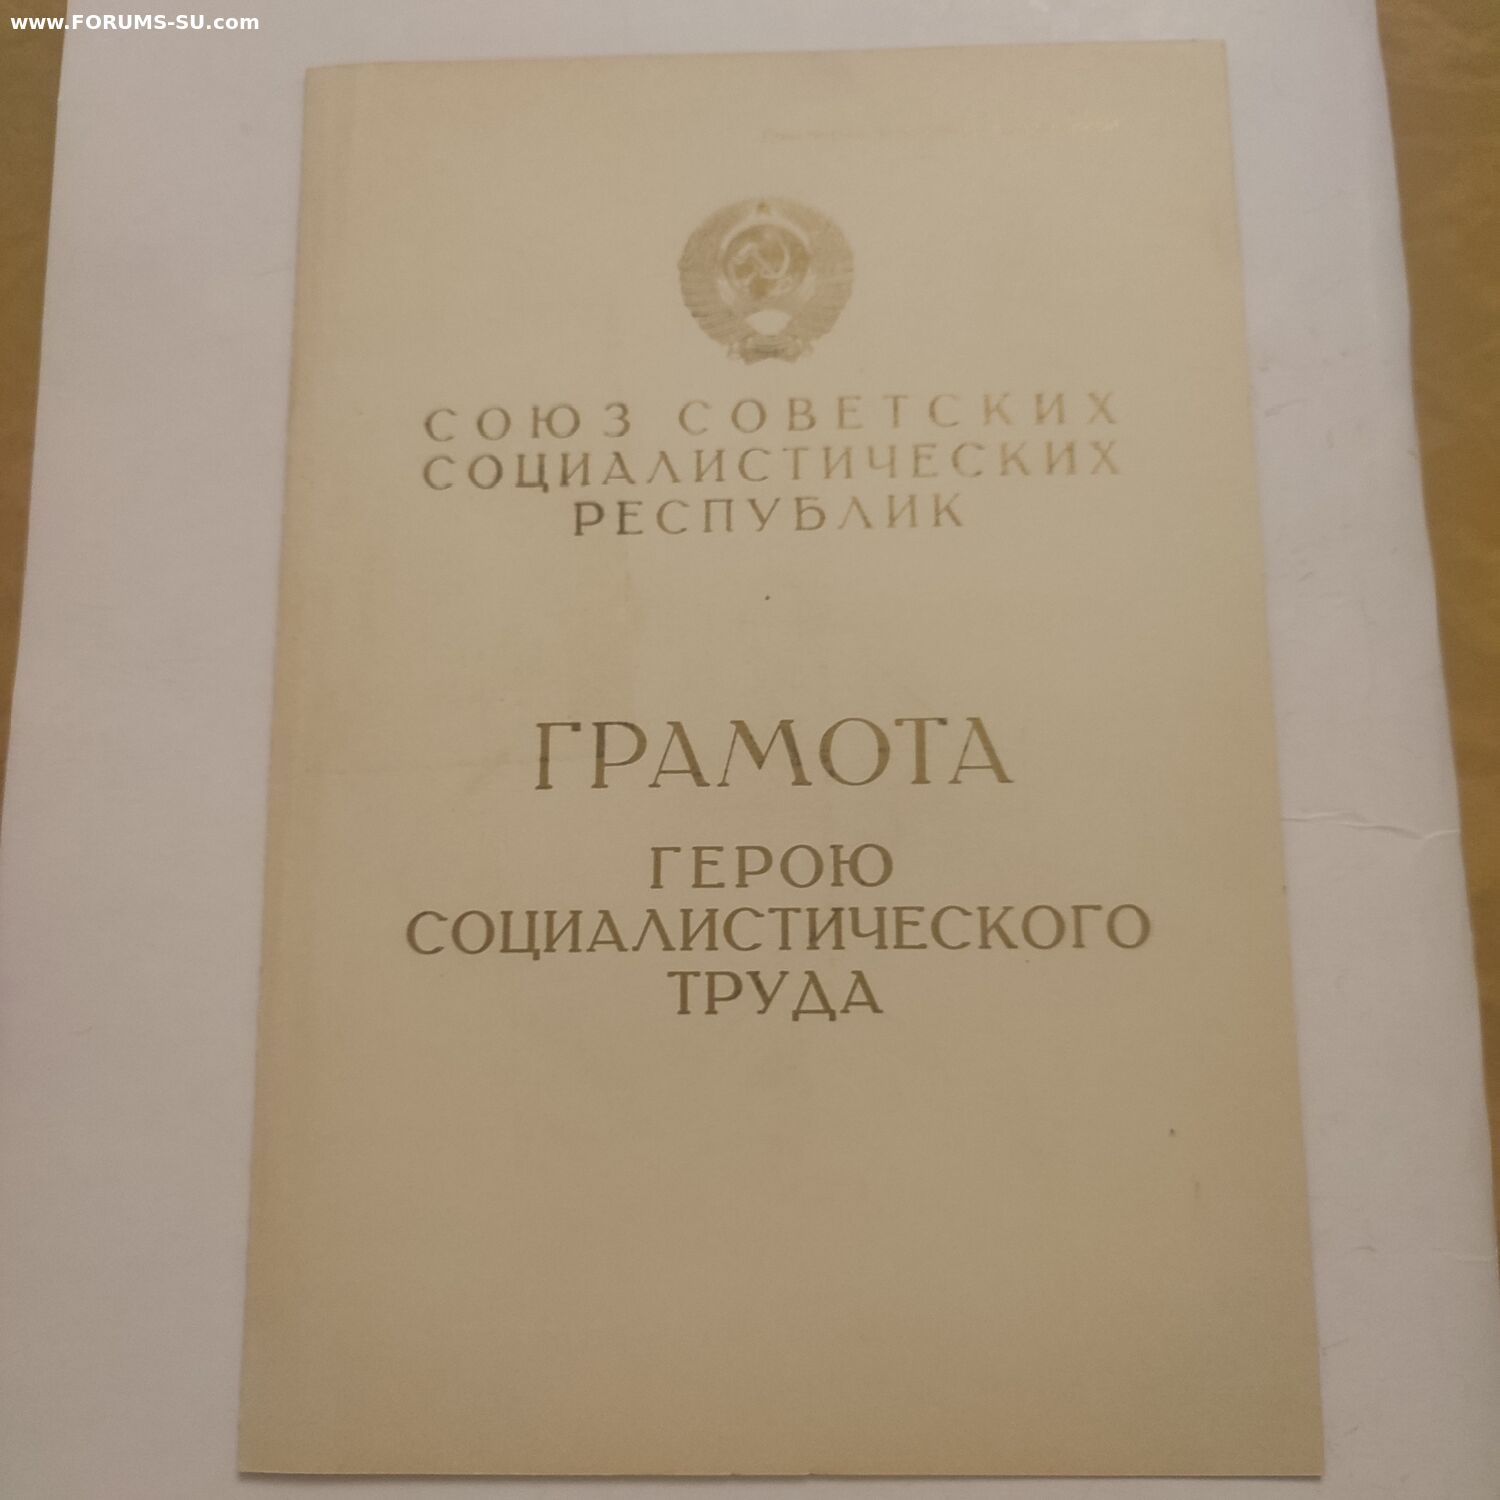 www.FORUMS-SU.com
СОЮЗ СОВЕТСКИХ
СОЦИАЛИСТИЧЕСКИХ
РЕСПУБЛИК
ГРАМОТА
ГЕРОЮ
СОЦИАЛИСТИЧЕСКОГО
ТРУДА